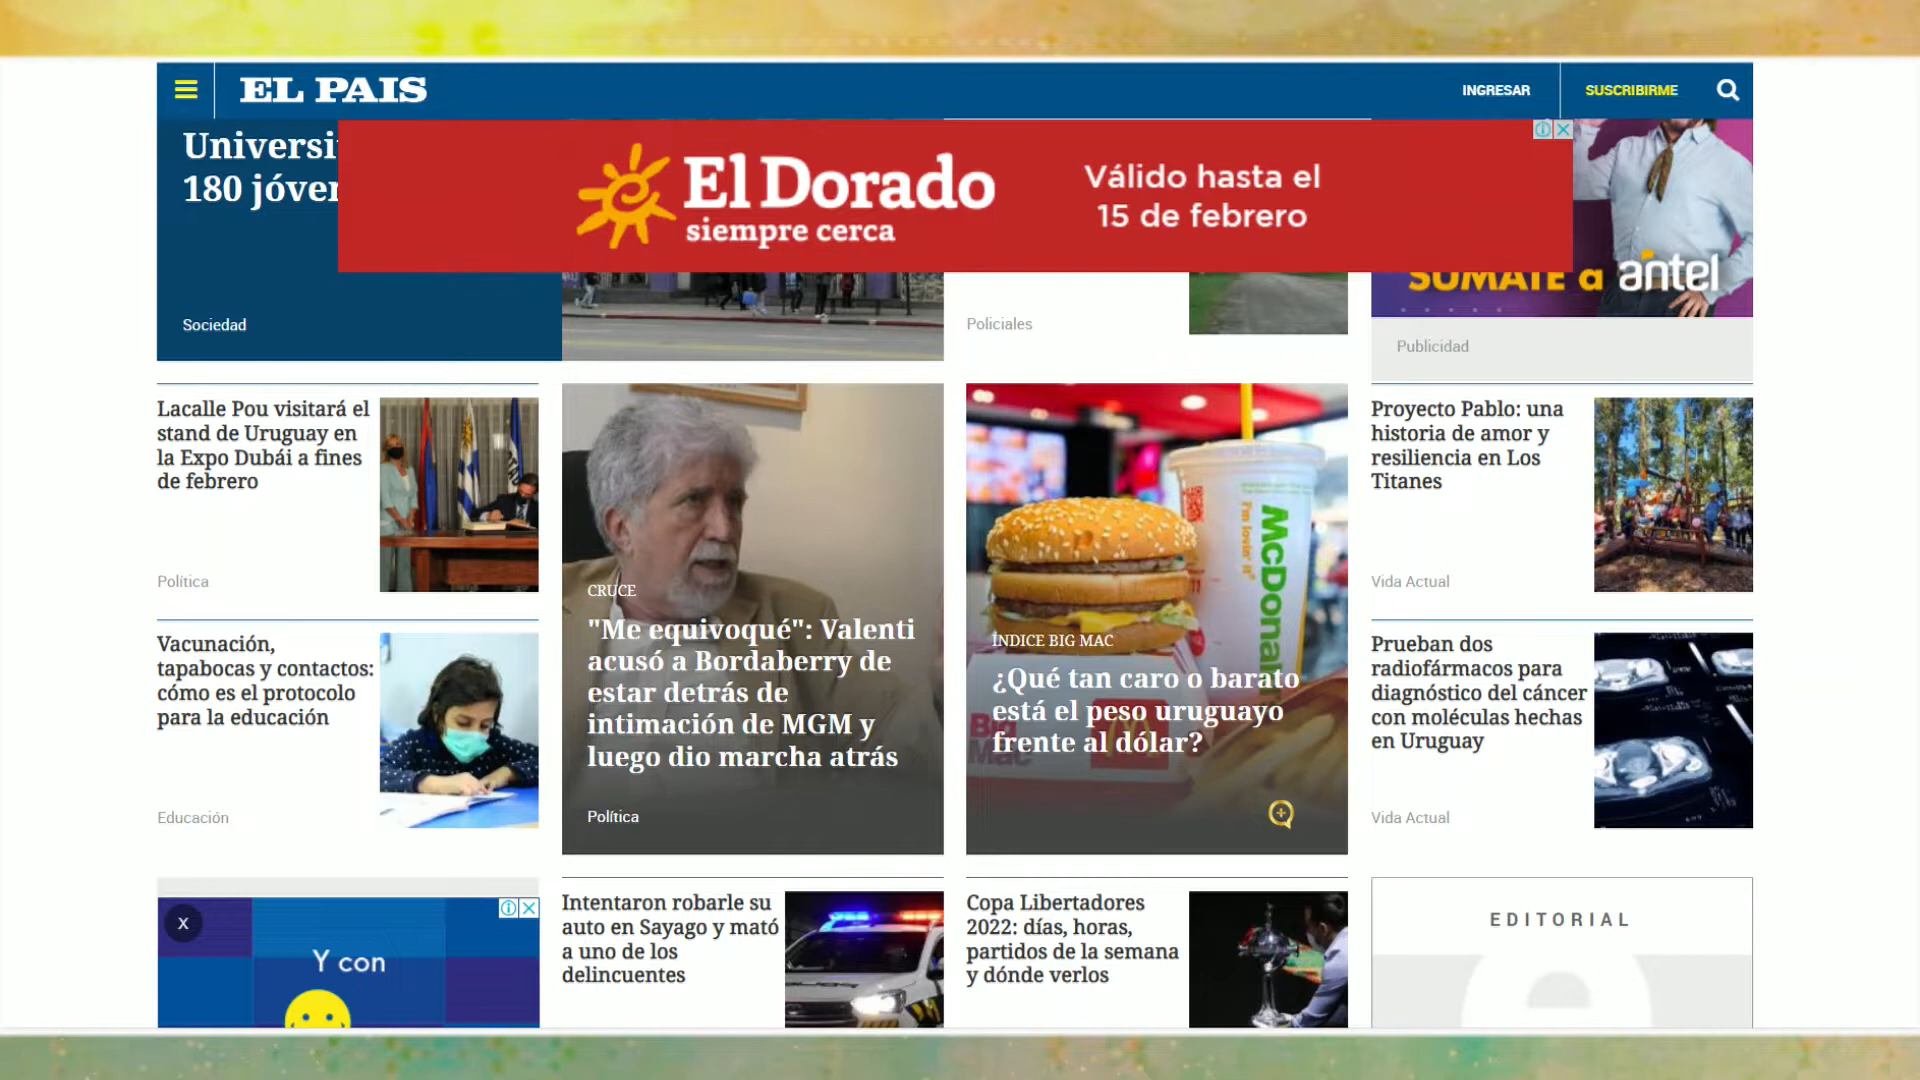 EL PAIS
INGRESAR
SUSCRIBIRME
180
El Dorado
siempre cerca
Válido hasta el
15 de febrero
SUMATE a antel
Sociedad
Policiales
Publicidad
Lacalle Pou visitará el
stand de Uruguay en
la Expo Dubái a fines
de febrero
Política
Vacunación,
tapabocas y contactos:
cómo es el protocolo
para la educación
Educación
CRUCE
"Me equivoqué": Valenti
acusó a Bordaberry de
estar detrás de
intimación de MGM y
luego dio marcha atrás
Política
i'm lovin' it
McDonal
Big
Mac
ÍNDICE BIG MAC
¿Qué tan caro o barato
está el peso uruguayo
frente al dólar?
Proyecto Pablo: una
historia de amor y
resiliencia en Los
Titanes
Vida Actual
Prueban dos
radiofármacos para
diagnóstico del cáncer
con moléculas hechas
en Uruguay
Vida Actual
X
Y con
Intentaron robarle su
auto en Sayago y mató
a uno de los
delincuentes
Copa Libertadores
2022: días, horas,
partidos de la semana
y dónde verlos
EDITORIAL
e